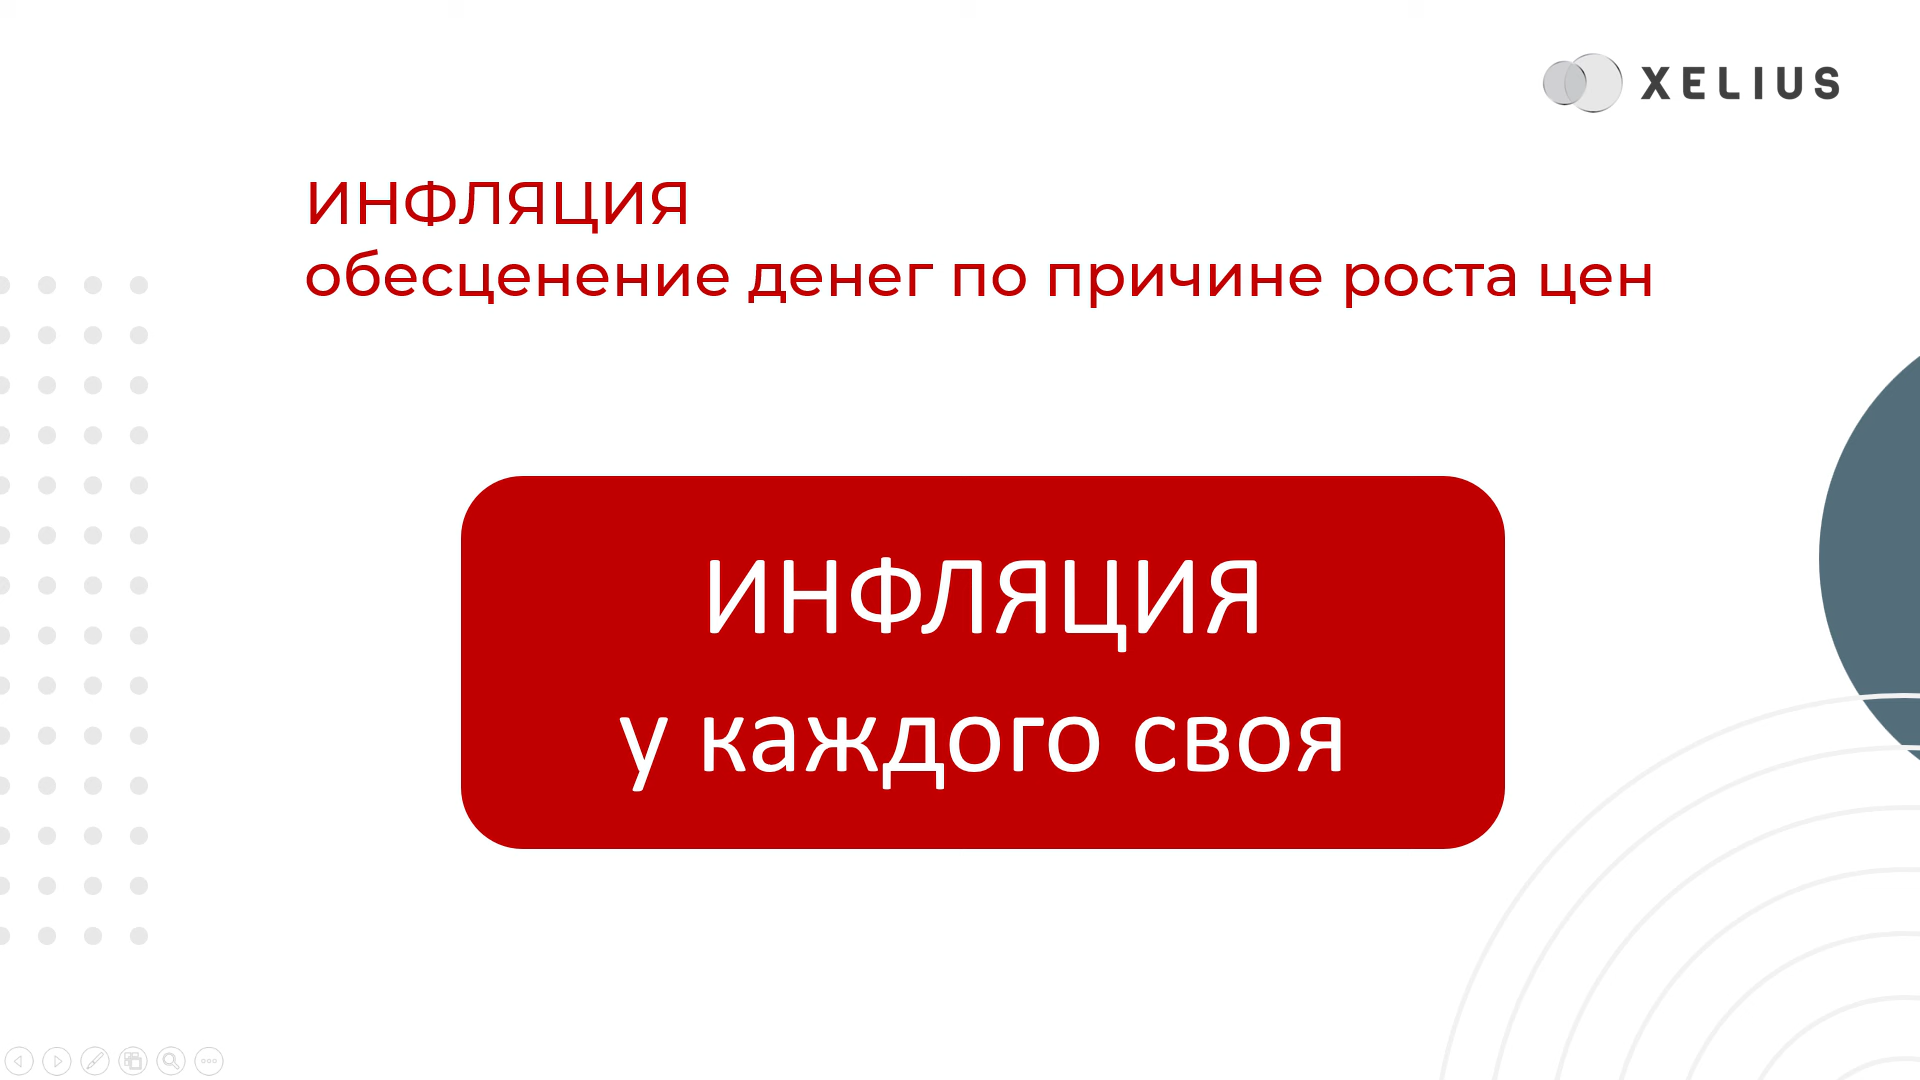 XELIUS
ИНФЛЯЦИЯ
обесценение денег по причине роста цен
ИНФЛЯЦИЯ
у каждого своя